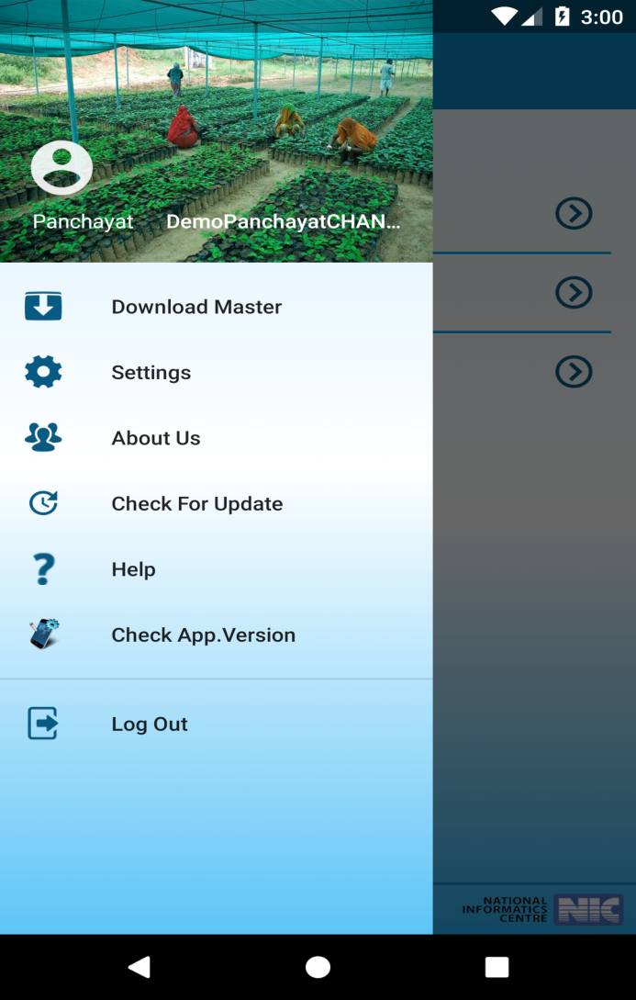 3:00
Panchayat DemoPanchayatCHAN...
Download Master
Settings
About Us
Check For Update
Help
Check App.Version
Log Out
NATIONAL
INFORMATICS
CENTRE
NIC